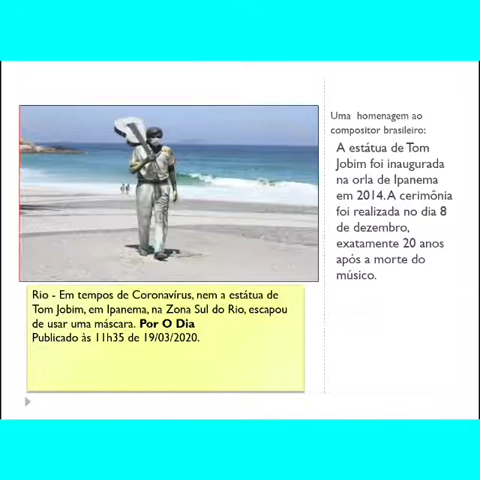 Uma homenagem ao
compositor brasileiro:
A estátua de Tom
Jobim foi inaugurada
na orla de Ipanema
em 2014. A cerimônia
foi realizada no dia 8
de dezembro,
exatamente 20 anos
após a morte do
músico.
Rio - Em tempos de Coronavírus, nem a estátua de
Tom Jobim, em Ipanema, na Zona Sul do Rio, escapou
de usar uma máscara. Por O Dia
Publicado às 11h35 de 19/03/2020.